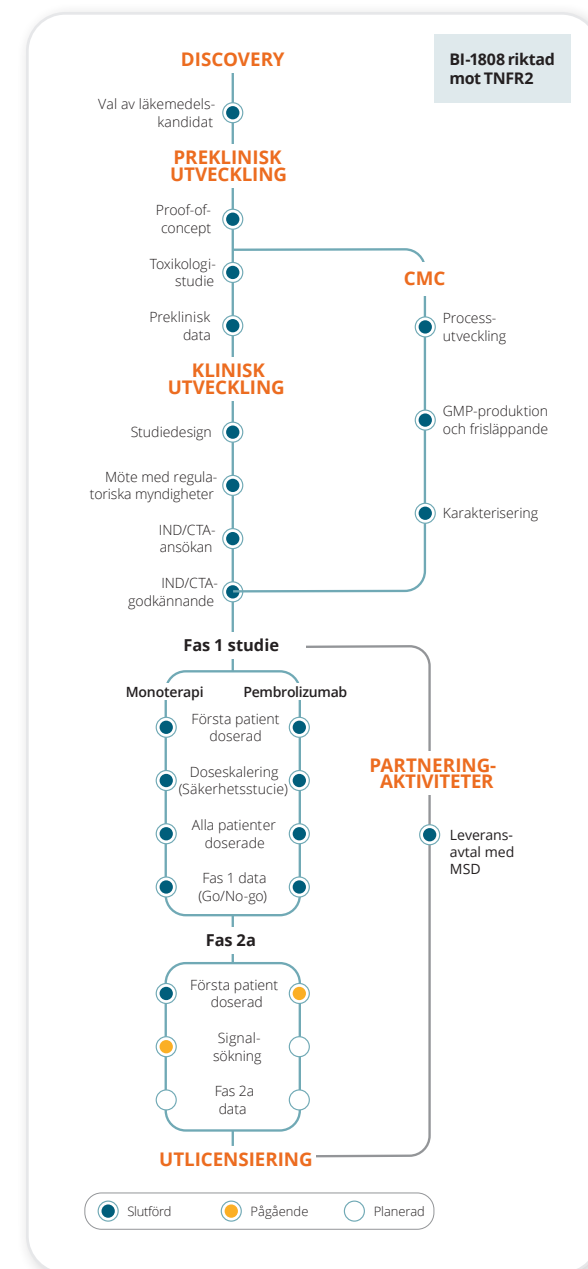 BI-1808 riktad
mot TNFR2
DISCOVERY
Val av läkemedels-
kandidat
PREKLINISK
UTVECKLING
Proof-of-
concept
Toxikologi-
studie
Preklinisk
data
CMC
Process-
utveckling
GMP-produktion
och frisläppande
Karakterisering
KLINISK
UTVECKLING
Studiedesign
Möte med regula-
toriska myndigheter
IND/CTA-
ansökan
IND/CTA-
godkännande
Fas 1 studie
Monoterapi
Pembrolizumab
Första patient
doserad
Doseskalering
(Säkerhetsstucie)
Alla patienter
doserade
Fas 1 data
(Go/No-go)
PARTNERING-
AKTIVITETER
Leverans-
avtal med
MSD
Fas 2a
Första patient
doserad
Signal-
sökning
Fas 2a
data
UTLICENSIERING
Slutförd
Pågående
Planerad